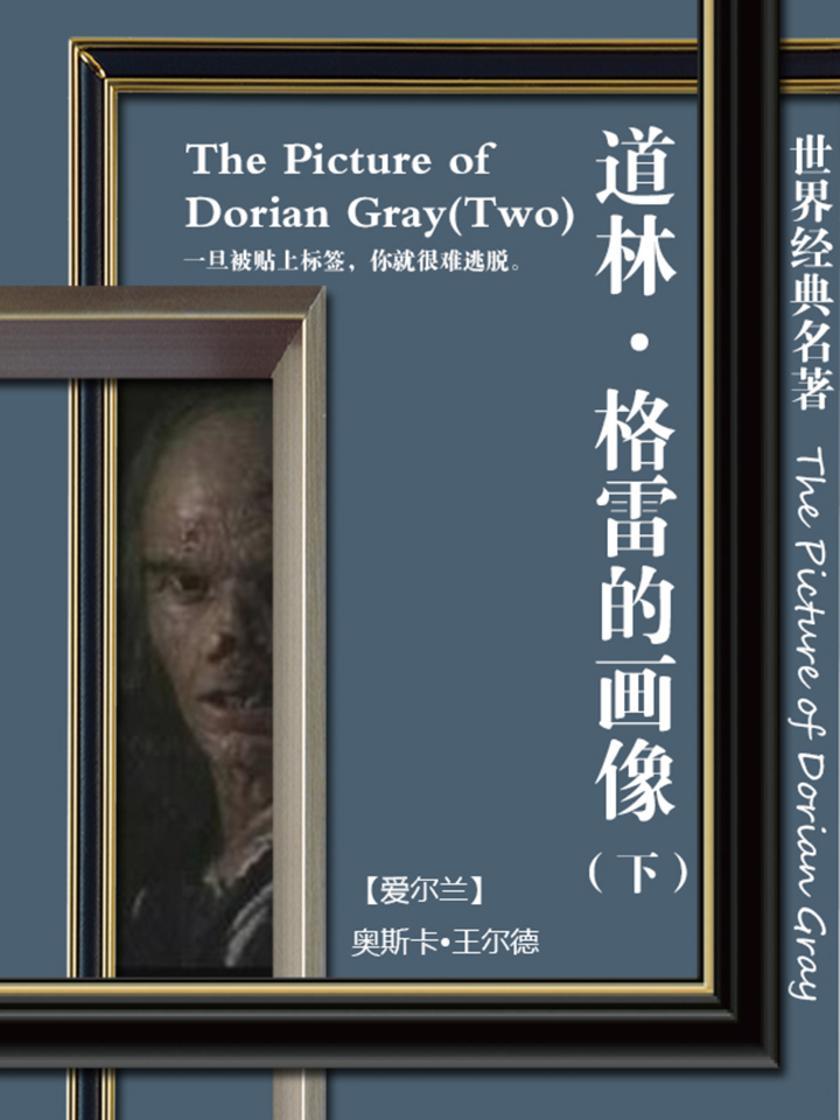 The Picture of
Dorian Gray(Two)
一旦被贴上标签，你就很难逃脱。
道林·格雷的画像
（下）
【爱尔兰】
奥斯卡•王尔德
世界经典名著 The Picture of Dorian Gray